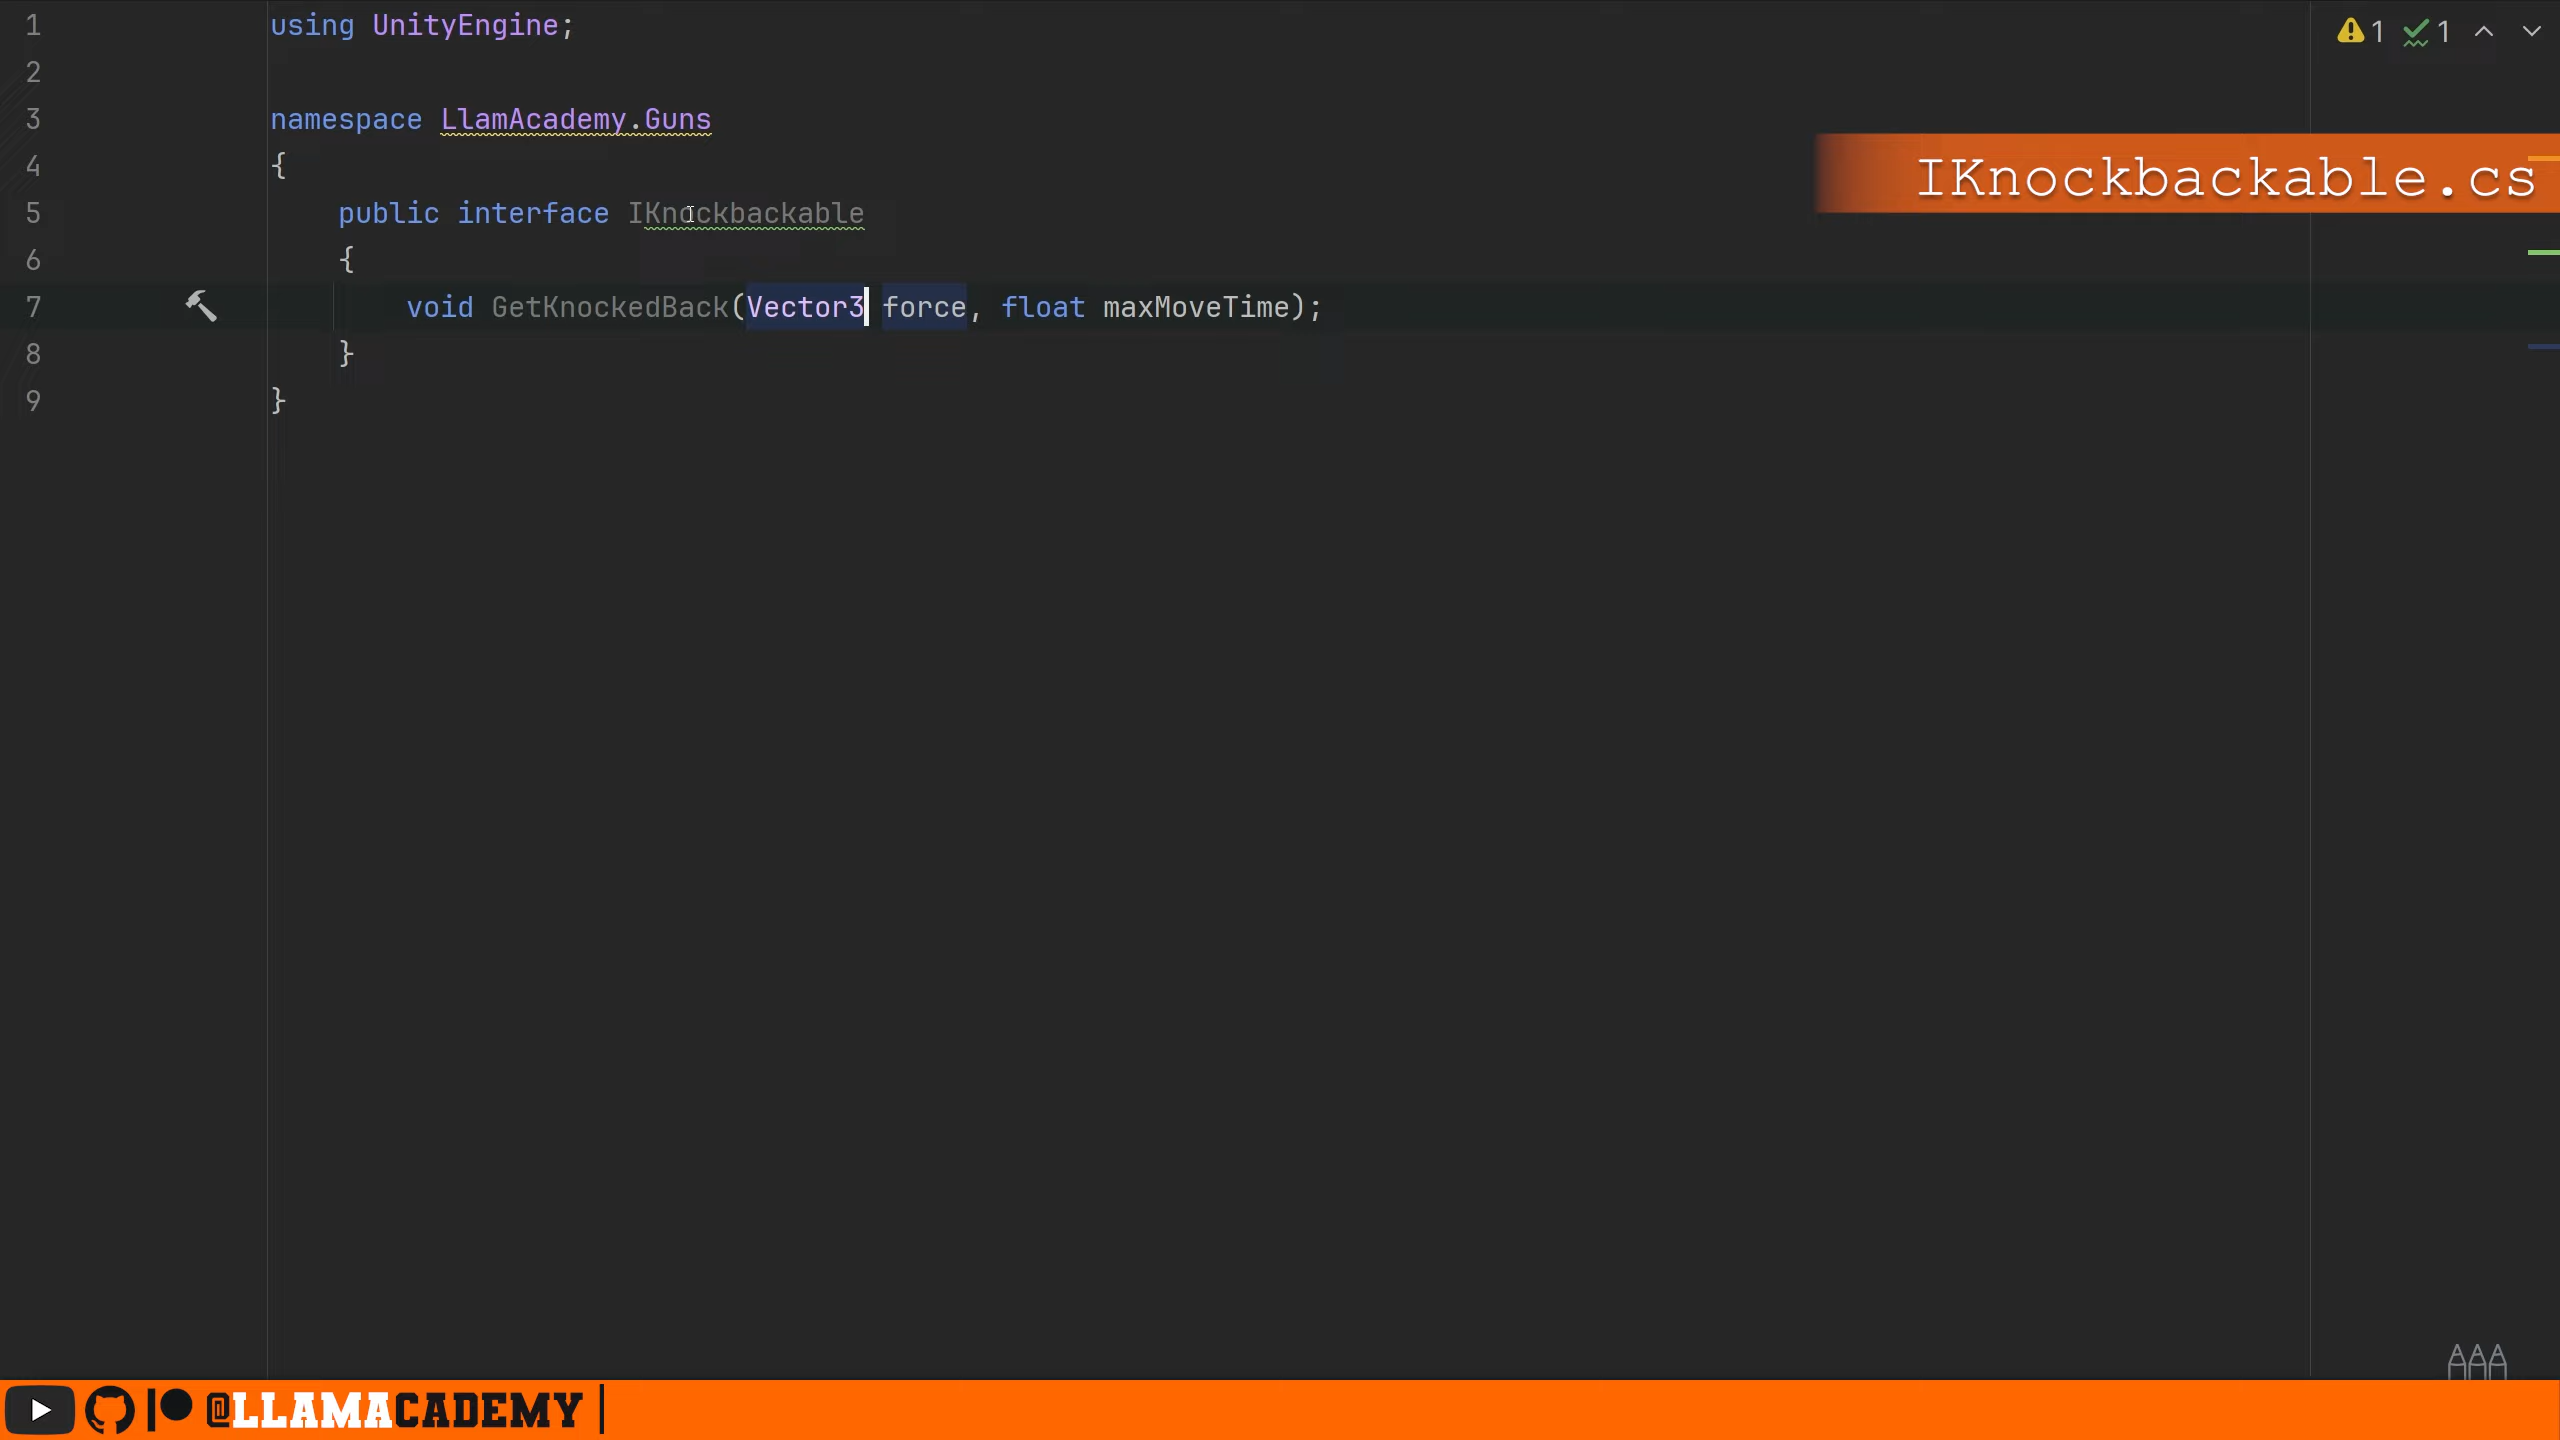 1 using UnityEngine;
2
3 namespace LlamAcademy.Guns
4 {
5 public interface IKnockbackable
6 {
7 void GetKnockedBack(Vector3 force, float maxMoveTime);
8 }
9 }
1 1
IKnockbackable.cs
@LLAMACADEMY